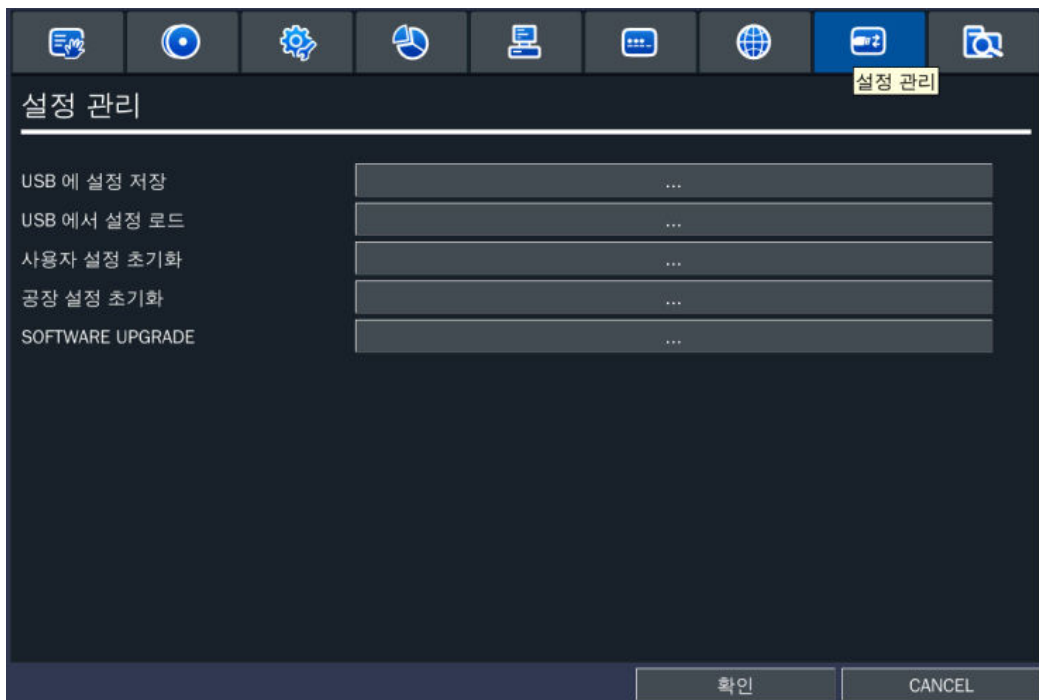 설정 관리
설정 관리
USB 에 설정 저장
...
USB 에서 설정 로드
...
사용자 설정 초기화
...
공장 설정 초기화
...
SOFTWARE UPGRADE
...
확인
CANCEL